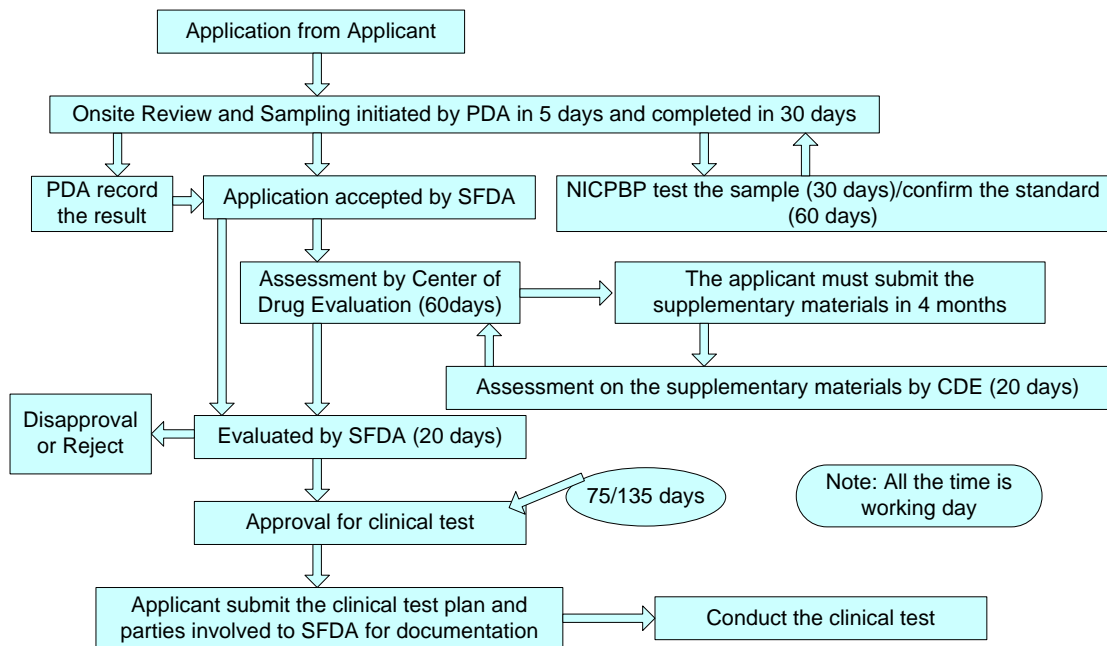 Application from Applicant
Onsite Review and Sampling initiated by PDA in 5 days and completed in 30 days
PDA record
the result
Application accepted by SFDA
NICPBP test the sample (30 days)/confirm the standard
(60 days)
Assessment by Center of
Drug Evaluation (60days)
The applicant must submit the
supplementary materials in 4 months
Assessment on the supplementary materials by CDE (20 days)
Disapproval
or Reject
Evaluated by SFDA (20 days)
75/135 days
Note: All the time is
working day
Approval for clinical test
Applicant submit the clinical test plan and
parties involved to SFDA for documentation
Conduct the clinical test